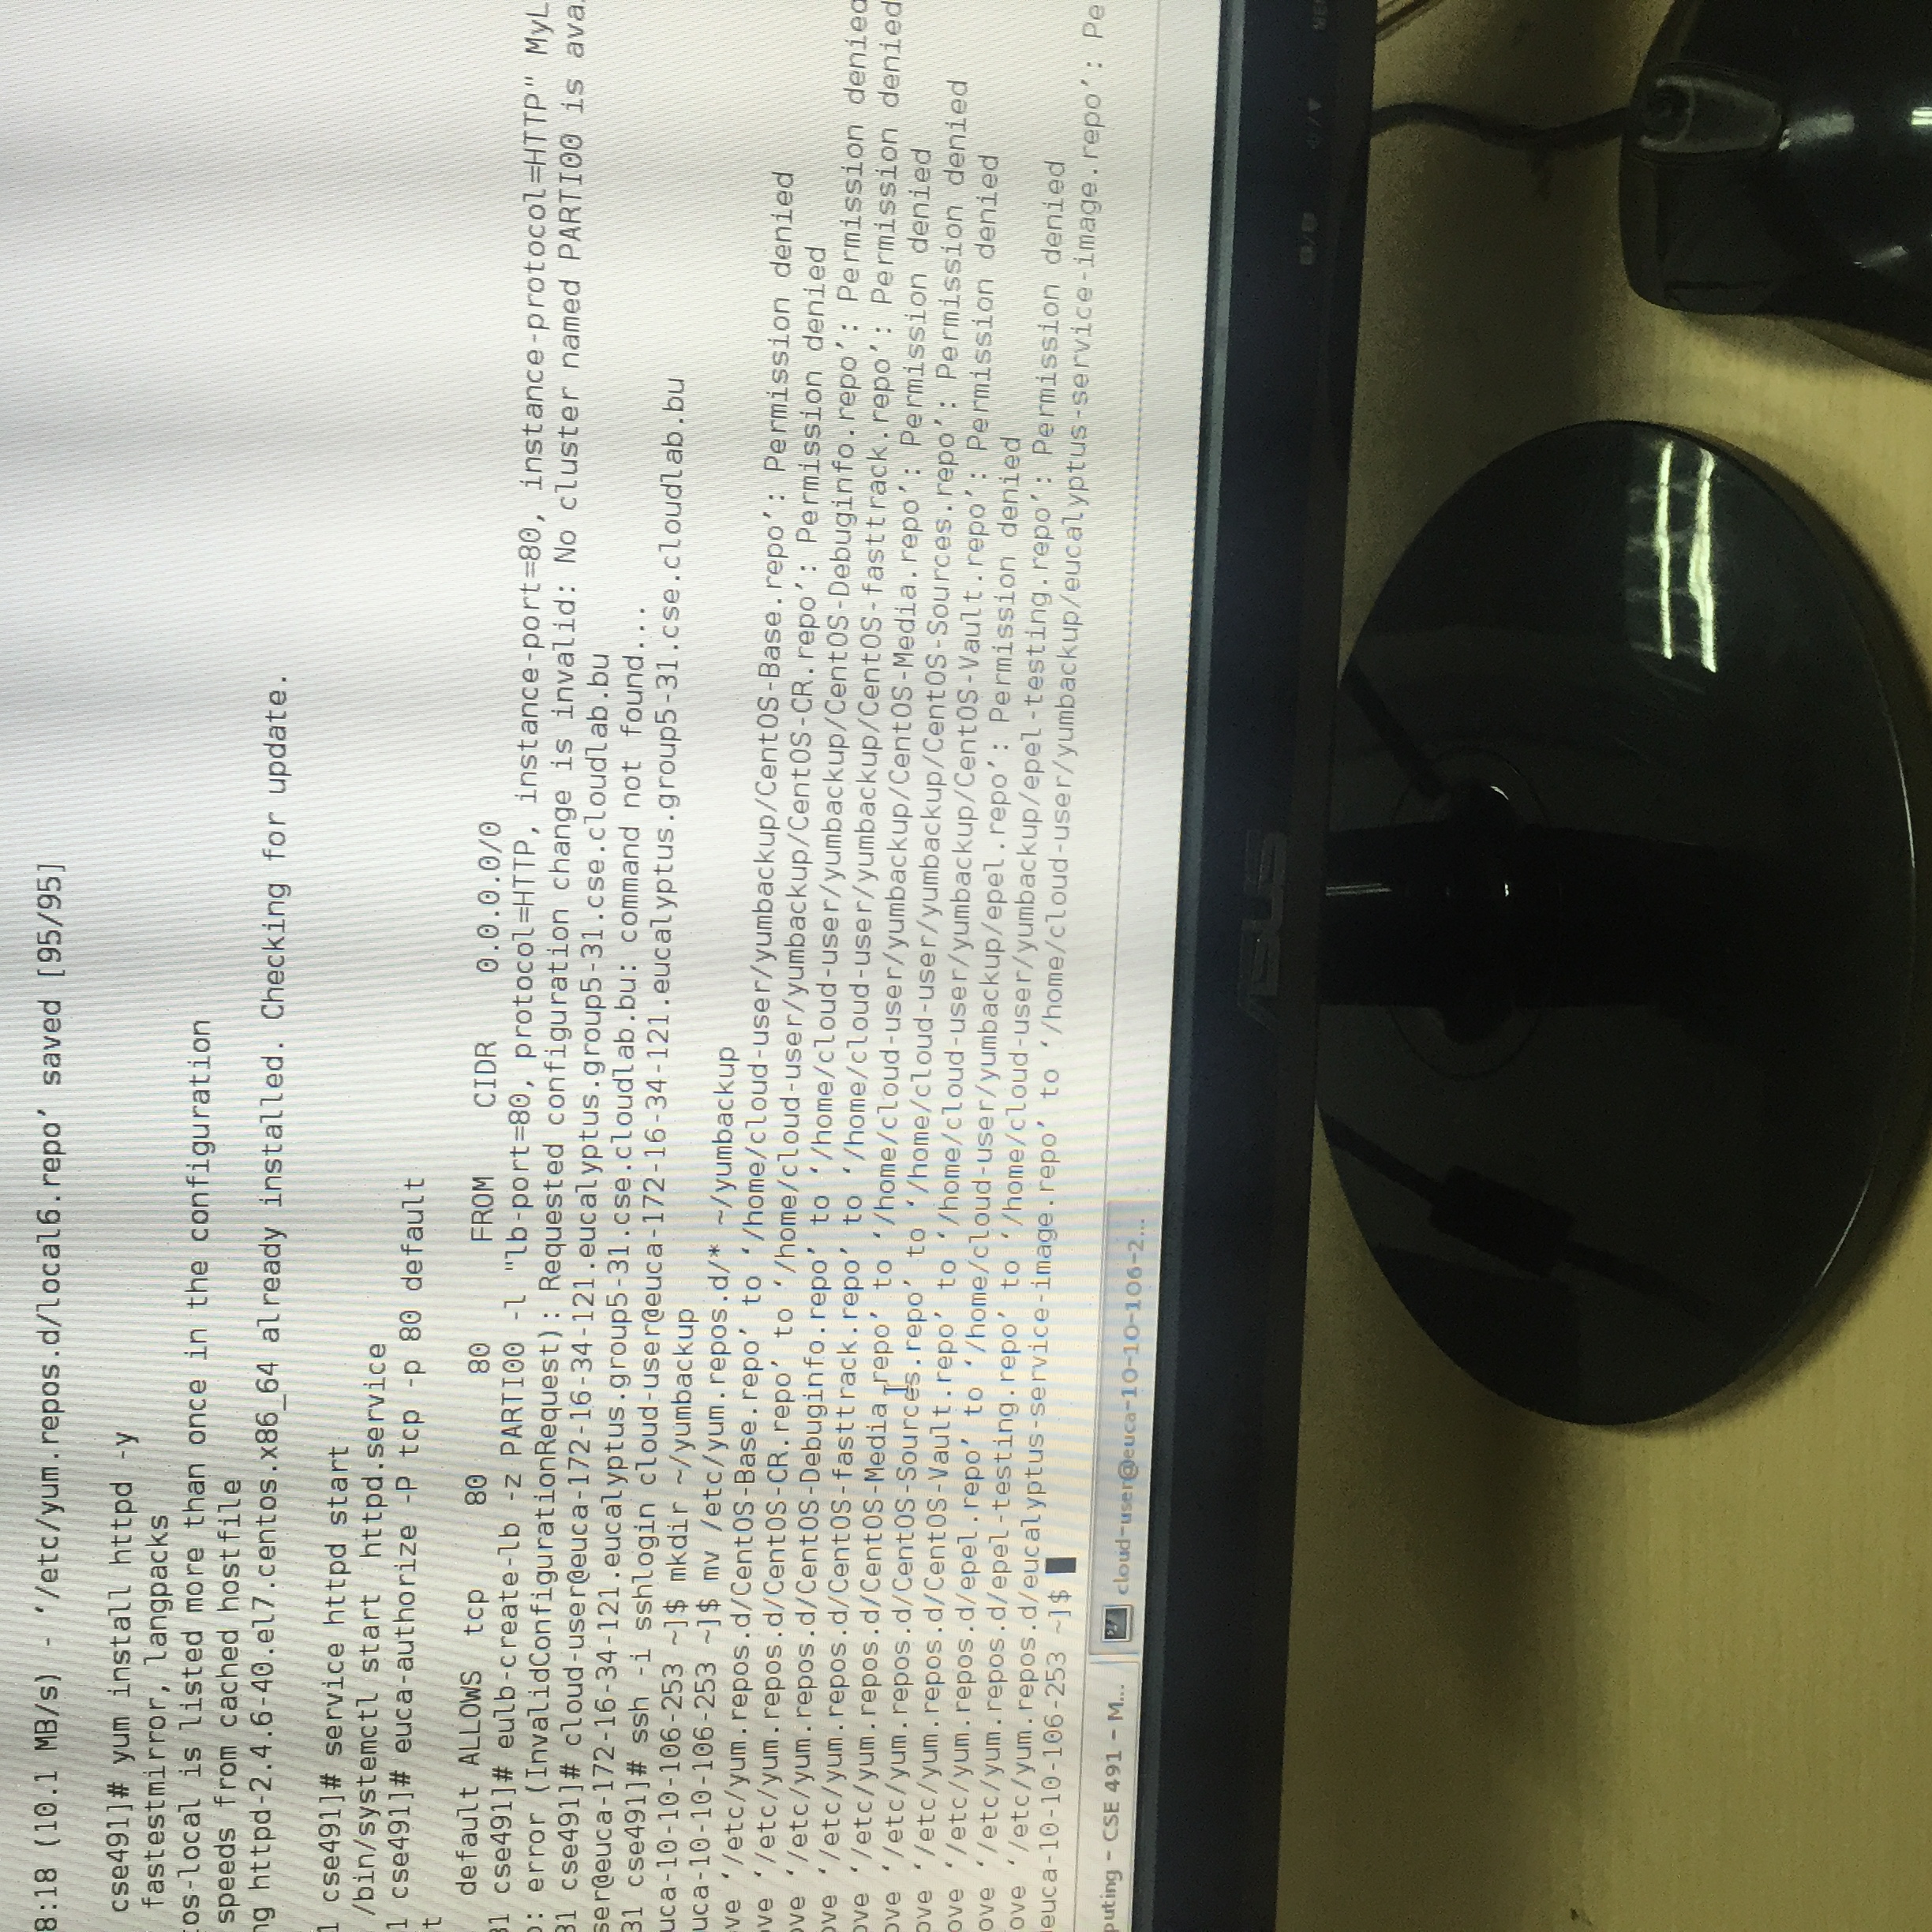 8:18 (10.1 MB/s) - ‘/etc/yum.repos.d/local6.repo’ saved [95/95]
cse491]# yum install httpd -y
fastestmirror, langpacks
os-local is listed more than once in the configuration
speeds from cached hostfile
ng httpd-2.4.6-40.el7.centos.x86_64 already installed. Checking for update.
1 cse491]# service httpd start
/bin/systemctl start  httpd.service
1 cse491]# euca-authorize -P tcp -p 80 default
t
default ALLOWS tcp 80 80 FROM CIDR 0.0.0.0/0
31 cse491]# eulb-create-lb -z PARTI00 -l "lb-port=80, protocol=HTTP, instance-port=80, instance-protocol=HTTP" MyL
: error (InvalidConfigurationRequest): Requested configuration change is invalid: No cluster named PARTI00 is ava
31 cse491]# cloud-user@euca-172-16-34-121.eucalyptus.group5-31.cse.cloudlab.bu
ser@euca-172-16-34-121.eucalyptus.group5-31.cse.cloudlab.bu: command not found...
31 cse491]# ssh -i sshlogin cloud-user@euca-172-16-34-121.eucalyptus.group5-31.cse.cloudlab.bu
uca-10-10-106-253 ~]$ mkdir ~/yumbackup
uca-10-10-106-253 ~]$ mv /etc/yum.repos.d/* ~/yumbackup
ve ‘/etc/yum.repos.d/CentOS-Base.repo’ to ‘/home/cloud-user/yumbackup/CentOS-Base.repo’: Permission denied
ve ‘/etc/yum.repos.d/CentOS-CR.repo’ to ‘/home/cloud-user/yumbackup/CentOS-CR.repo’: Permission denied
ove ‘/etc/yum.repos.d/CentOS-Debuginfo.repo’ to ‘/home/cloud-user/yumbackup/CentOS-Debuginfo.repo’: Permission denied
ove ‘/etc/yum.repos.d/CentOS-fasttrack.repo’ to ‘/home/cloud-user/yumbackup/CentOS-fasttrack.repo’: Permission denied
ove ‘/etc/yum.repos.d/CentOS-Media.repo’ to ‘/home/cloud-user/yumbackup/CentOS-Media.repo’: Permission denied
ove ‘/etc/yum.repos.d/CentOS-Sources.repo’ to ‘/home/cloud-user/yumbackup/CentOS-Sources.repo’: Permission denied
ove ‘/etc/yum.repos.d/CentOS-Vault.repo’ to ‘/home/cloud-user/yumbackup/CentOS-Vault.repo’: Permission denied
ove ‘/etc/yum.repos.d/epel.repo’ to ‘/home/cloud-user/yumbackup/epel.repo’: Permission denied
ove ‘/etc/yum.repos.d/epel-testing.repo’ to ‘/home/cloud-user/yumbackup/epel-testing.repo’: Permission denied
ove ‘/etc/yum.repos.d/eucalyptus-service-image.repo’ to ‘/home/cloud-user/yumbackup/eucalyptus-service-image.repo’: Pe
euca-10-10-106-253 ~]$
puting - CSE 491 - M...
cloud-user@euca-10-10-106-2...
ASUS